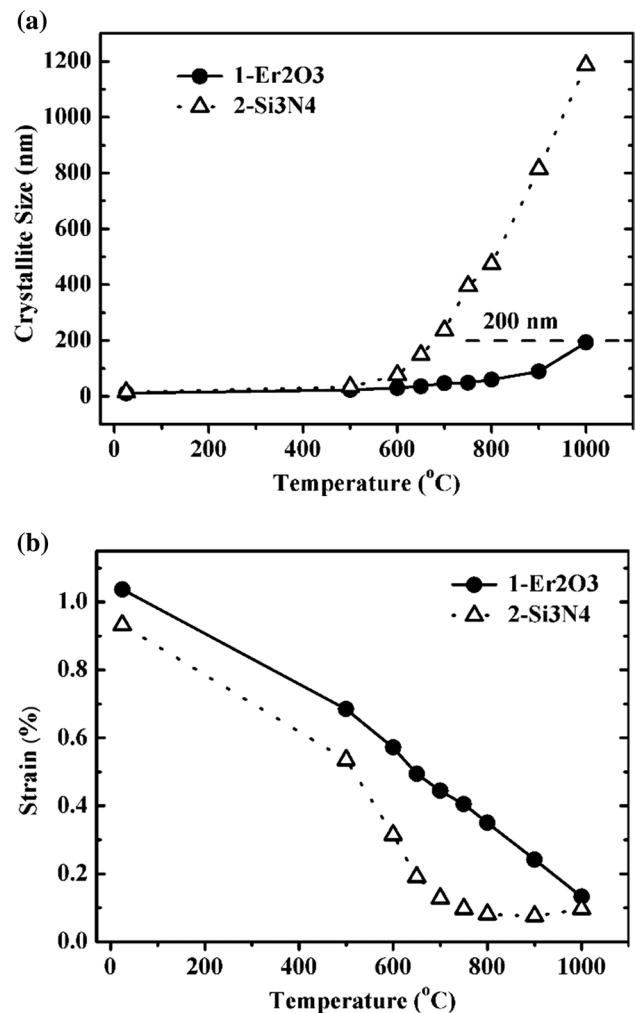 (a)
1-Er2O3
2-Si3N4
Crystallite Size (nm)
1200
1000
800
600
400
200
0
200 nm
0 200 400 600 800 1000
Temperature (°C)
(b)
1-Er2O3
2-Si3N4
Strain (%)
1.0
0.8
0.6
0.4
0.2
0.0
0 200 400 600 800 1000
Temperature (°C)